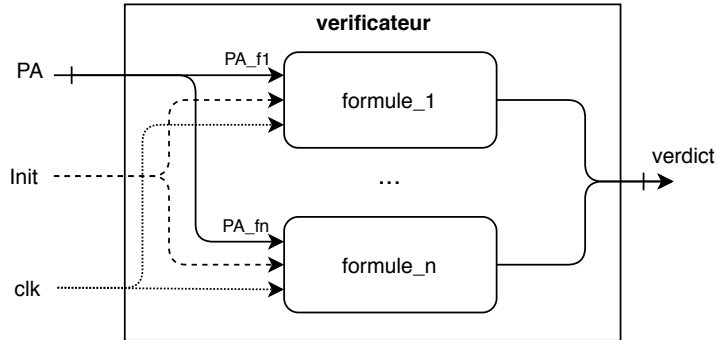 verificateur
PA
PA_f1
formule_1
Init
...
verdict
PA_fn
formule_n
clk